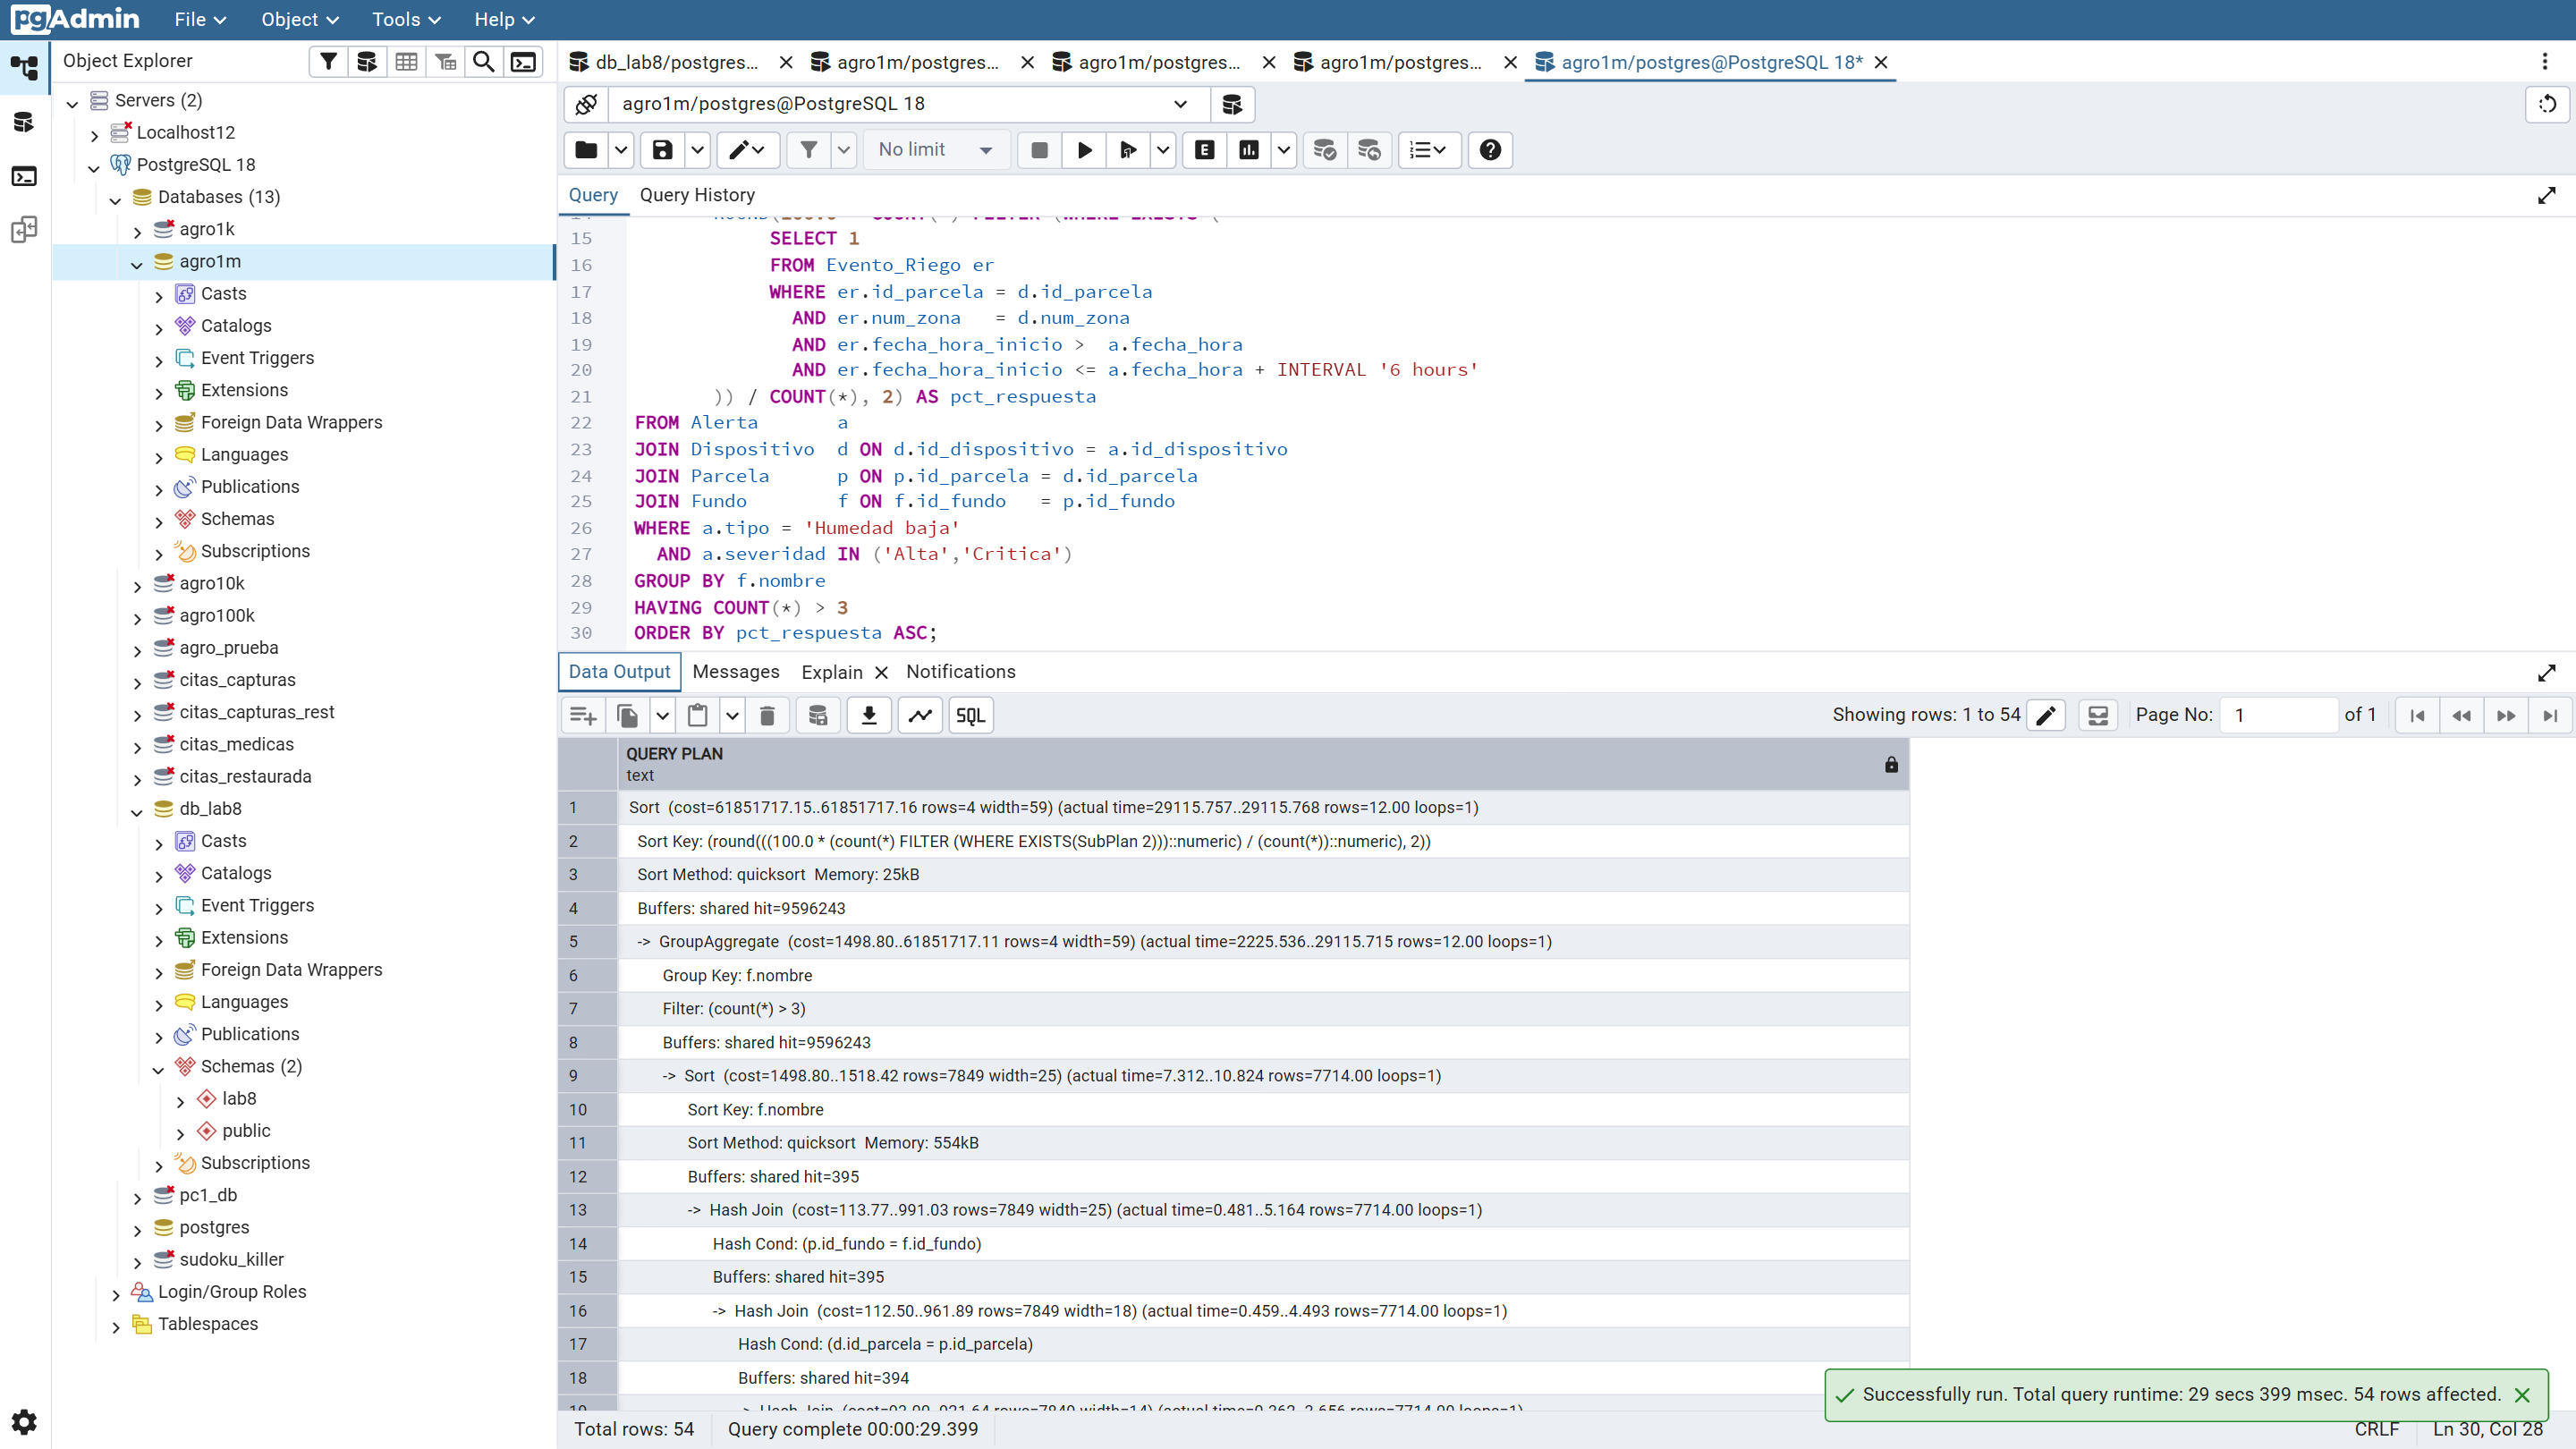 pgAdmin File Object Tools Help
Object Explorer
db_lab8/postgres... agro1m/postgres... agro1m/postgres... agro1m/postgres... agro1m/postgres@PostgreSQL 18*
Servers (2)
Localhost12
PostgreSQL 18
Databases (13)
agro1k
agro1m
Casts
Catalogs
Event Triggers
Extensions
Foreign Data Wrappers
Languages
Publications
Schemas
Subscriptions
agro10k
agro100k
agro_prueba
citas_capturas
citas_capturas_rest
citas_medicas
citas_restaurada
db_lab8
Casts
Catalogs
Event Triggers
Extensions
Foreign Data Wrappers
Languages
Publications
Schemas (2)
lab8
public
Subscriptions
pc1_db
postgres
sudoku_killer
Login/Group Roles
Tablespaces
agro1m/postgres@PostgreSQL 18
No limit E
Query Query History
15 SELECT 1
16 FROM Evento_Riego er
17 WHERE er.id_parcela = d.id_parcela
18 AND er.num_zona = d.num_zona
19 AND er.fecha_hora_inicio > a.fecha_hora
20 AND er.fecha_hora_inicio <= a.fecha_hora + INTERVAL '6 hours'
21 )) / COUNT(*), 2) AS pct_respuesta
22 FROM Alerta a
23 JOIN Dispositivo d ON d.id_dispositivo = a.id_dispositivo
24 JOIN Parcela p ON p.id_parcela = d.id_parcela
25 JOIN Fundo f ON f.id_fundo = p.id_fundo
26 WHERE a.tipo = 'Humedad baja'
27 AND a.severidad IN ('Alta','Critica')
28 GROUP BY f.nombre
29 HAVING COUNT(*) > 3
30 ORDER BY pct_respuesta ASC;
Data Output Messages Explain Notifications
SQL Showing rows: 1 to 54 Page No: 1 of 1
QUERY PLAN
text
1 Sort (cost=61851717.15..61851717.16 rows=4 width=59) (actual time=29115.757..29115.768 rows=12.00 loops=1)
2 Sort Key: (round(((100.0 * (count(*) FILTER (WHERE EXISTS(SubPlan 2)))::numeric) / (count(*))::numeric), 2))
3 Sort Method: quicksort Memory: 25kB
4 Buffers: shared hit=9596243
5 -> GroupAggregate (cost=1498.80..61851717.11 rows=4 width=59) (actual time=2225.536..29115.715 rows=12.00 loops=1)
6 Group Key: f.nombre
7 Filter: (count(*) > 3)
8 Buffers: shared hit=9596243
9 -> Sort (cost=1498.80..1518.42 rows=7849 width=25) (actual time=7.312..10.824 rows=7714.00 loops=1)
10 Sort Key: f.nombre
11 Sort Method: quicksort Memory: 554kB
12 Buffers: shared hit=395
13 -> Hash Join (cost=113.77..991.03 rows=7849 width=25) (actual time=0.481..5.164 rows=7714.00 loops=1)
14 Hash Cond: (p.id_fundo = f.id_fundo)
15 Buffers: shared hit=395
16 -> Hash Join (cost=112.50..961.89 rows=7849 width=18) (actual time=0.459..4.493 rows=7714.00 loops=1)
17 Hash Cond: (d.id_parcela = p.id_parcela)
18 Buffers: shared hit=394
Successfully run. Total query runtime: 29 secs 399 msec. 54 rows affected.
Total rows: 54 Query complete 00:00:29.399 CRLF Ln 30, Col 28